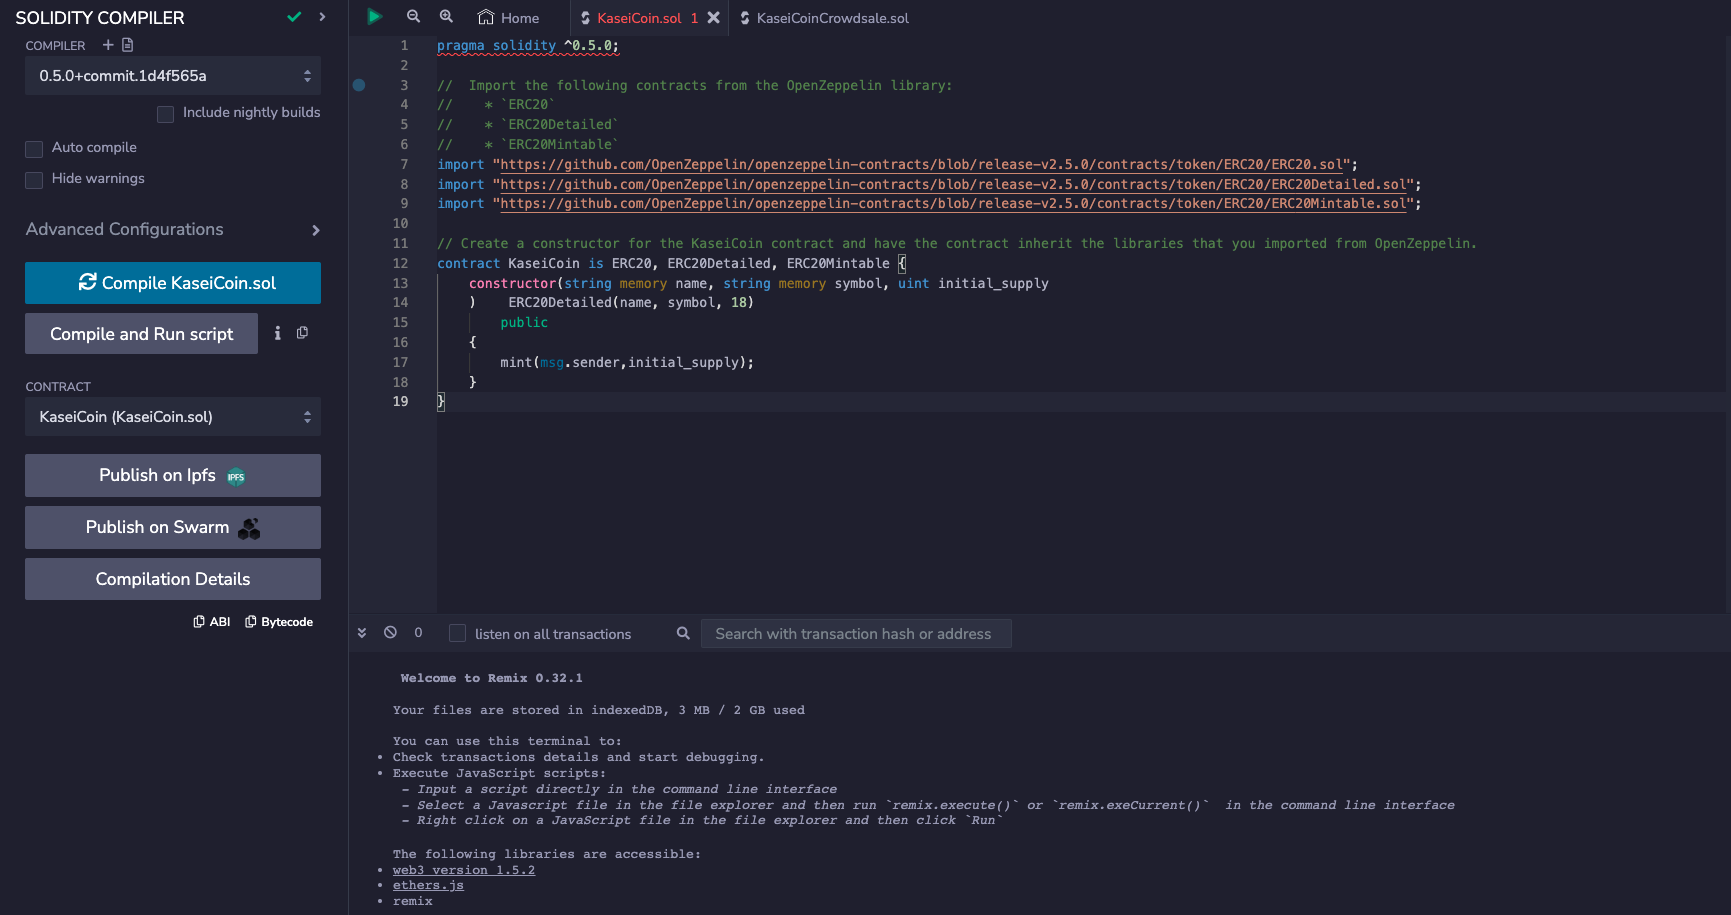 SOLIDITY COMPILER
COMPILER
0.5.0+commit.1d4f565a
Include nightly builds
Auto compile
Hide warnings
Advanced Configurations
Compile KaseiCoin.sol
Compile and Run script
CONTRACT
KaseiCoin (KaseiCoin.sol)
Publish on Ipfs IPFS
Publish on Swarm
Compilation Details
ABI Bytecode
Home KaseiCoin.sol 1 KaseiCoinCrowdsale.sol
1 pragma solidity ^0.5.0;
2
3 //  Import the following contracts from the OpenZeppelin library:
4 //    * `ERC20`
5 //    * `ERC20Detailed`
6 //    * `ERC20Mintable`
7 import "https://github.com/OpenZeppelin/openzeppelin-contracts/blob/release-v2.5.0/contracts/token/ERC20/ERC20.sol";
8 import "https://github.com/OpenZeppelin/openzeppelin-contracts/blob/release-v2.5.0/contracts/token/ERC20/ERC20Detailed.sol";
9 import "https://github.com/OpenZeppelin/openzeppelin-contracts/blob/release-v2.5.0/contracts/token/ERC20/ERC20Mintable.sol";
10
11 // Create a constructor for the KaseiCoin contract and have the contract inherit the libraries that you imported from OpenZeppelin.
12 contract KaseiCoin is ERC20, ERC20Detailed, ERC20Mintable {
13     constructor(string memory name, string memory symbol, uint initial_supply
14     )    ERC20Detailed(name, symbol, 18)
15         public
16     {
17         mint(msg.sender,initial_supply);
18     }
19 }
0 listen on all transactions Search with transaction hash or address
Welcome to Remix 0.32.1
Your files are stored in indexedDB, 3 MB / 2 GB used
You can use this terminal to:
• Check transactions details and start debugging.
• Execute JavaScript scripts:
- Input a script directly in the command line interface
- Select a Javascript file in the file explorer and then run `remix.execute()` or `remix.exeCurrent()`  in the command line interface
- Right click on a JavaScript file in the file explorer and then click `Run`
The following libraries are accessible:
• web3 version 1.5.2
• ethers.js
• remix